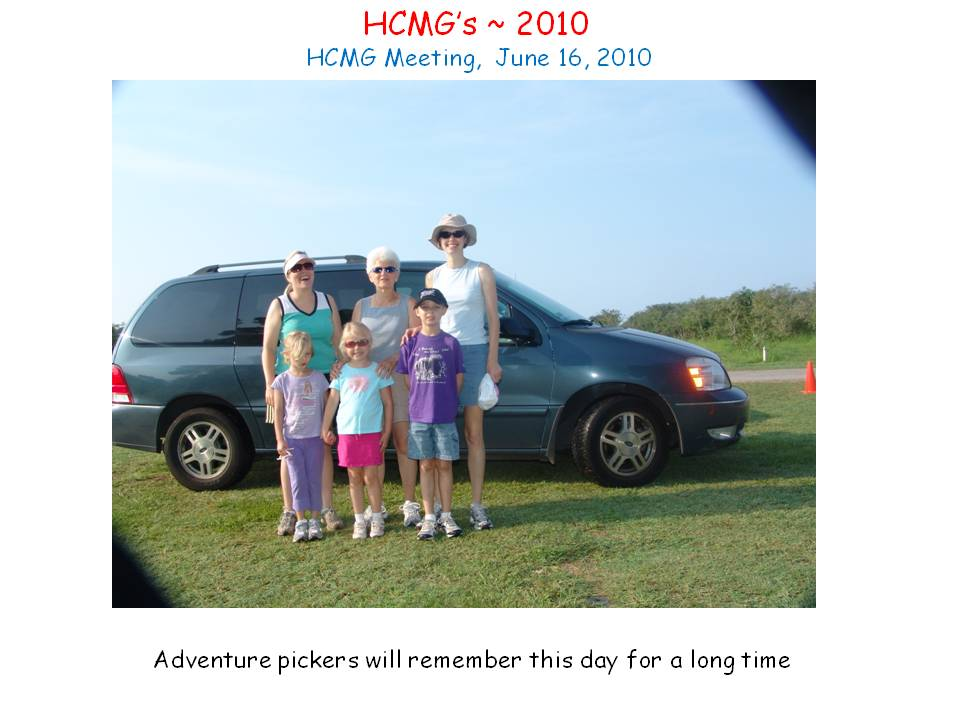 HCMG's ~ 2010
HCMG Meeting, June 16, 2010
Adventure pickers will remember this day for a long time